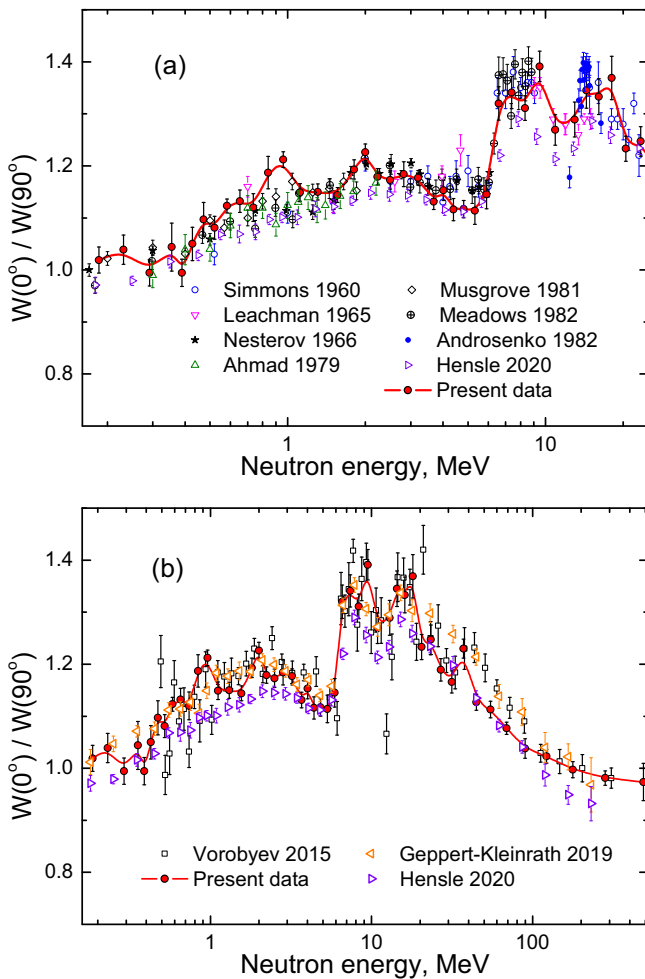 (a)
1.4
1.2
1.0
0.8
W(0°) / W(90°)
Simmons 1960
Musgrove 1981
Leachman 1965
Meadows 1982
Nesterov 1966
Androsenko 1982
Ahmad 1979
Hensle 2020
Present data
1 10
Neutron energy, MeV
(b)
1.4
1.2
1.0
0.8
W(0°) / W(90°)
Vorobyev 2015
Geppert-Kleinrath 2019
Present data
Hensle 2020
1 10 100
Neutron energy, MeV